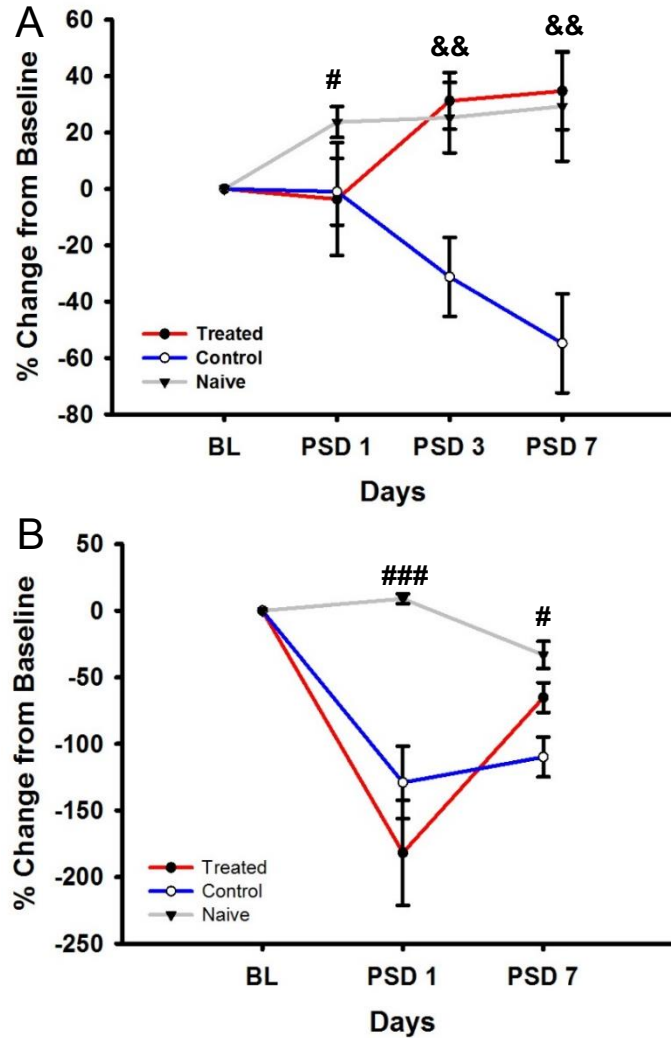 A
% Change from Baseline
60
40
20
0
-20
-40
-60
-80
#
&&
&&
Treated
Control
Naive
BL
PSD 1
PSD 3
PSD 7
Days
B
% Change from Baseline
50
0
-50
-100
-150
-200
-250
###
#
Treated
Control
Naive
BL
PSD 1
PSD 7
Days